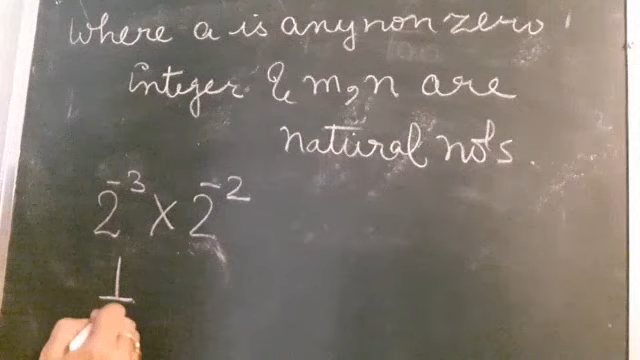 where a is any non zero
integer & m, n are
natural no's.
2⁻³ × 2⁻²
1